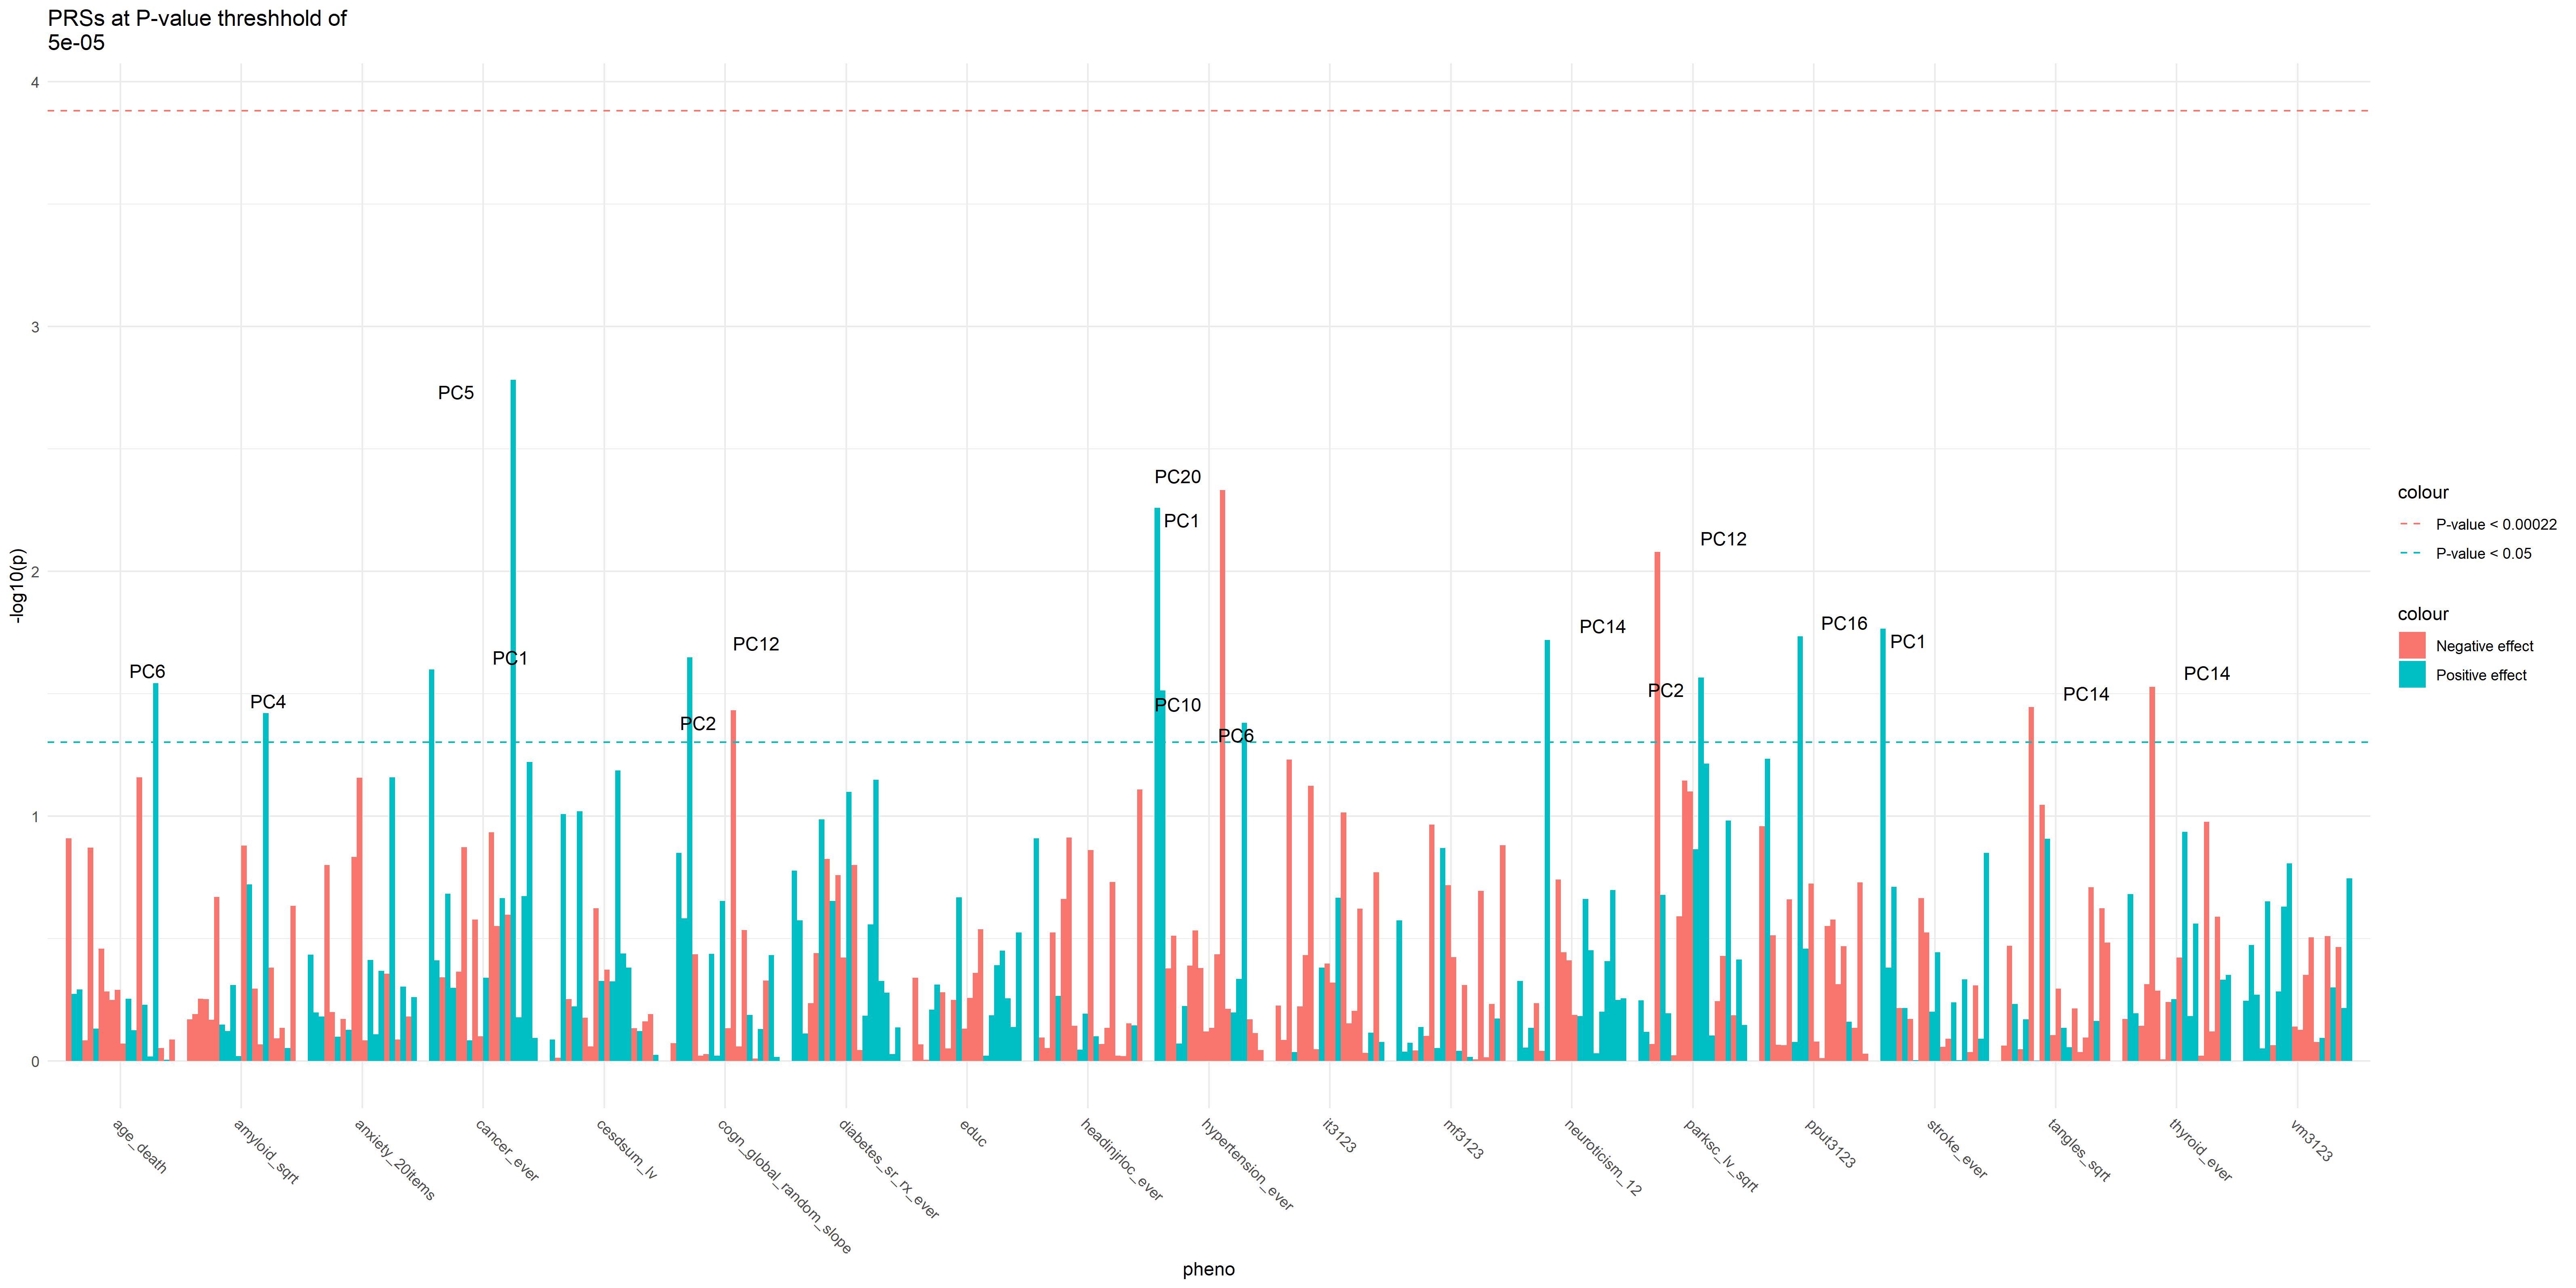 PRSs at P-value threshhold of
5e-05
4
3
2
1
0
-log10(p)
PC5
PC20
PC1
PC12
PC14
PC16
PC1
PC12
PC1
PC6
PC14
PC4
PC14
PC2
PC10
PC2
PC6
colour
P-value < 0.00022
P-value < 0.05
colour
Negative effect
Positive effect
age_death
amyloid_sqrt
anxiety_20items
cancer_ever
cesdsum_lv
cogn_global_random_slope
diabetes_sr_rx_ever
educ
headinjrloc_ever
hypertension_ever
it3123
mf3123
neuroticism_12
parksc_lv_sqrt
pput3123
stroke_ever
tangles_sqrt
thyroid_ever
vm3123
pheno